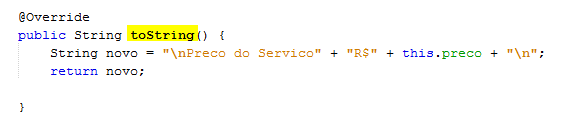 @Override
public String toString() {
String novo = "\nPreco do Servico" + "R$" + this.preco + "\n";
return novo;
}